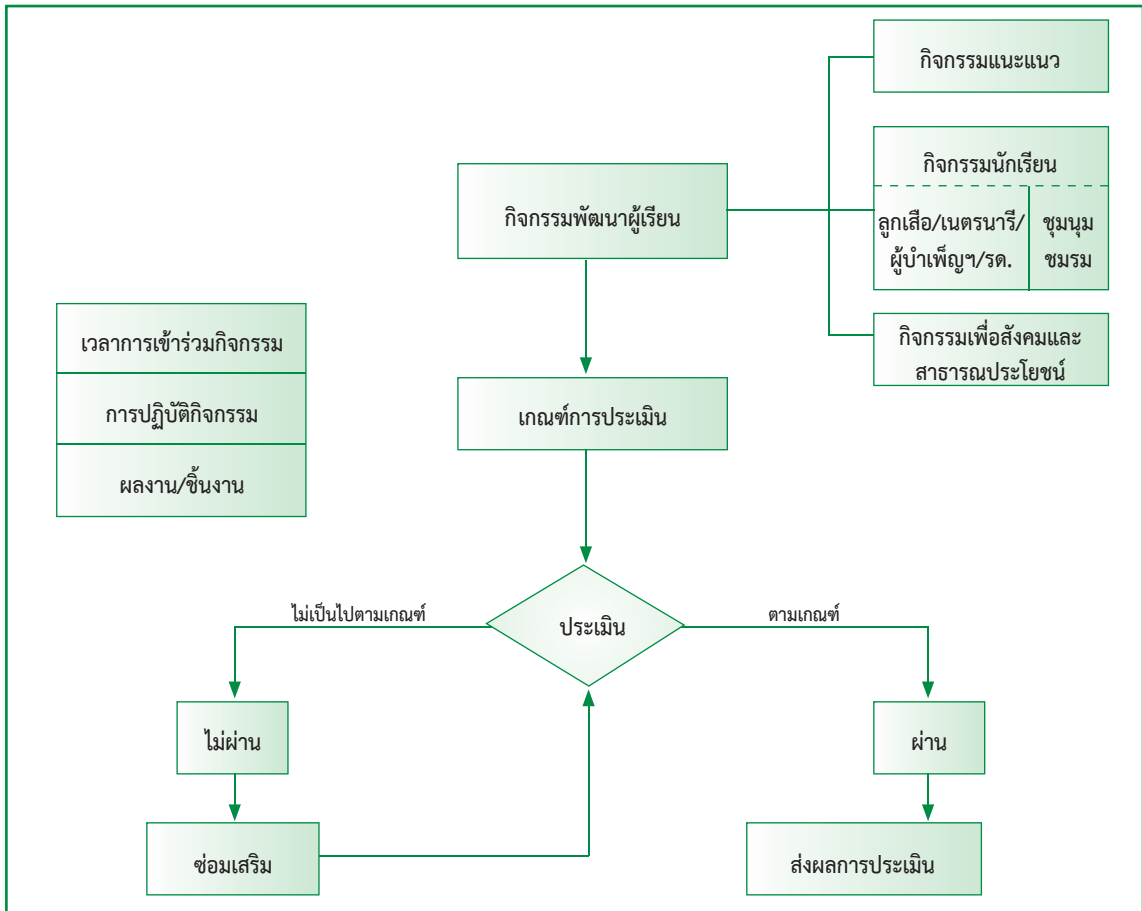 กิจกรรมแนะแนว
กิจกรรมนักเรียน
กิจกรรมพัฒนาผู้เรียน
ลูกเสือ/เนตรนารี/
ผู้บำเพ็ญฯ/รด.
ชุมนุม
ชมรม
กิจกรรมเพื่อสังคมและ
สาธารณประโยชน์
เวลาการเข้าร่วมกิจกรรม
การปฏิบัติกิจกรรม
ผลงาน/ชิ้นงาน
เกณฑ์การประเมิน
ประเมิน
ไม่เป็นไปตามเกณฑ์
ตามเกณฑ์
ไม่ผ่าน
ผ่าน
ซ่อมเสริม
ส่งผลการประเมิน